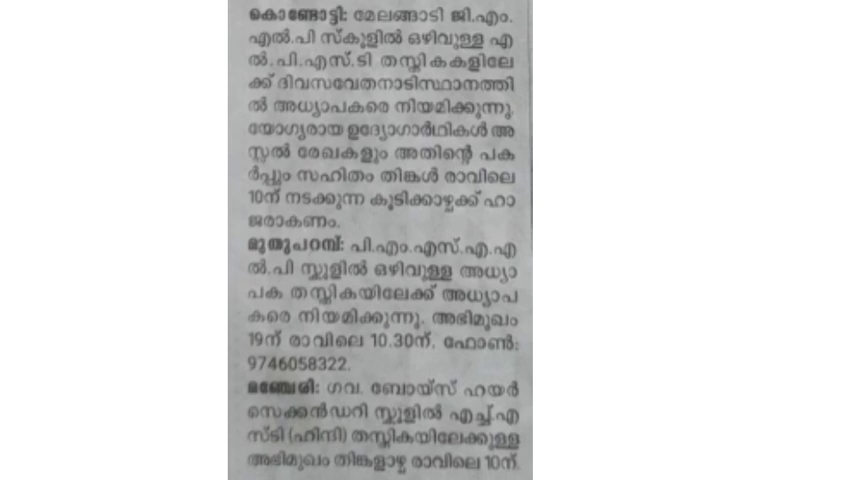 കൊണ്ടോട്ടി: മേലങ്ങാടി ജി.എം.
എൽ.പി സ്കൂളിൽ ഒഴിവുള്ള എ
ൽ.പി.എസ്.ടി തസ്തികകളിലേ
ക്ക് ദിവസവേതനാടിസ്ഥാനത്തി
ൽ അധ്യാപകരെ നിയമിക്കുന്നു.
യോഗ്യരായ ഉദ്യോഗാർഥികൾ അ
സ്സൽ രേഖകളും അതിന്റെ പക
ർപ്പും സഹിതം തിങ്കൾ രാവിലെ
10ന് നടക്കുന്ന കൂടിക്കാഴ്ചക്ക് ഹാ
ജരാകണം.
മുതുപറമ്പ്: പി.എം.എസ്.എ.എ
ൽ.പി സ്കൂളിൽ ഒഴിവുള്ള അധ്യാ
പക തസ്തികയിലേക്ക് അധ്യാപ
കരെ നിയമിക്കുന്നു. അഭിമുഖം
19ന് രാവിലെ 10.30ന്. ഫോൺ:
9746058322.
മഞ്ചേരി: ഗവ. ബോയ്സ് ഹയർ
സെക്കൻഡറി സ്കൂളിൽ എച്ച്.എ
സ്ടി (ഹിന്ദി) തസ്തികയിലേക്കുള്ള
അഭിമുഖം തിങ്കളാഴ്ച രാവിലെ 10ന്.